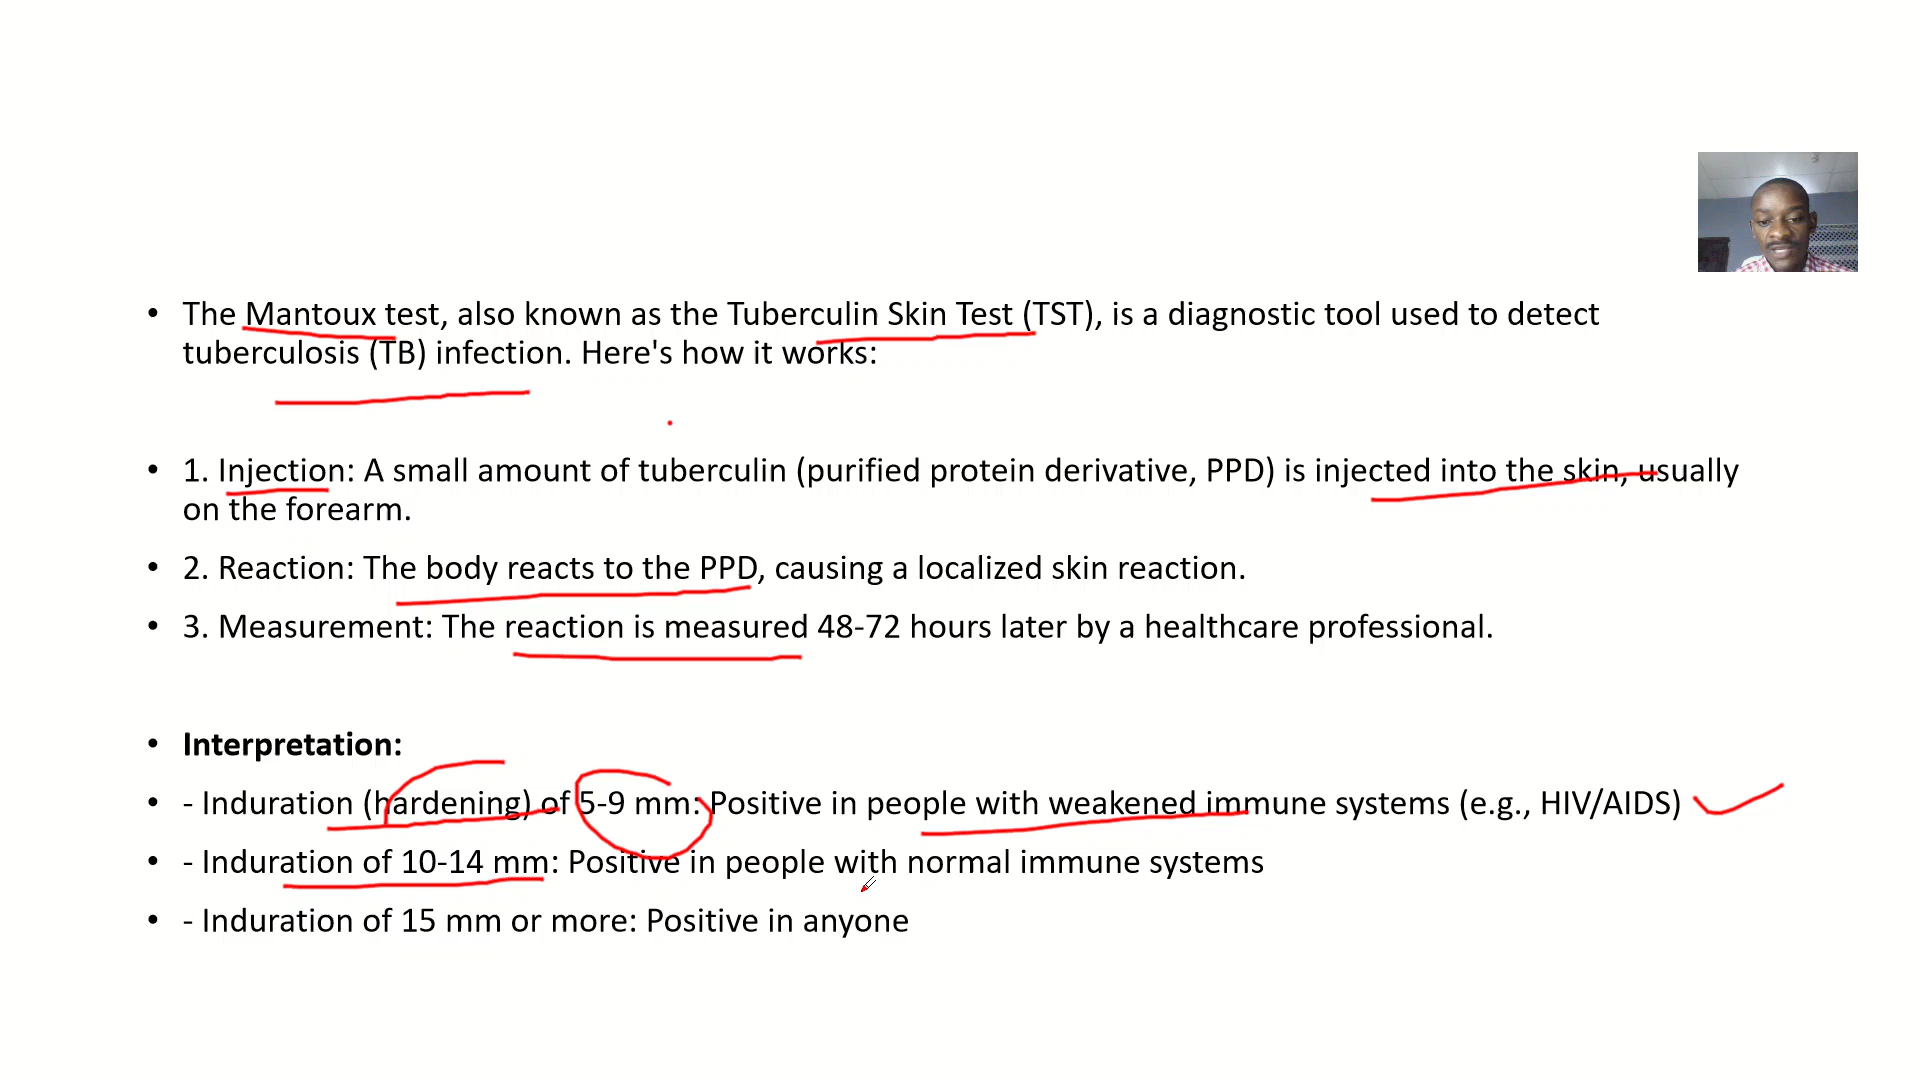 • The Mantoux test, also known as the Tuberculin Skin Test (TST), is a diagnostic tool used to detect
tuberculosis (TB) infection. Here's how it works:
• 1. Injection: A small amount of tuberculin (purified protein derivative, PPD) is injected into the skin, usually
on the forearm.
• 2. Reaction: The body reacts to the PPD, causing a localized skin reaction.
• 3. Measurement: The reaction is measured 48-72 hours later by a healthcare professional.
• Interpretation:
• - Induration (hardening) of 5-9 mm: Positive in people with weakened immune systems (e.g., HIV/AIDS)
• - Induration of 10-14 mm: Positive in people with normal immune systems
• - Induration of 15 mm or more: Positive in anyone